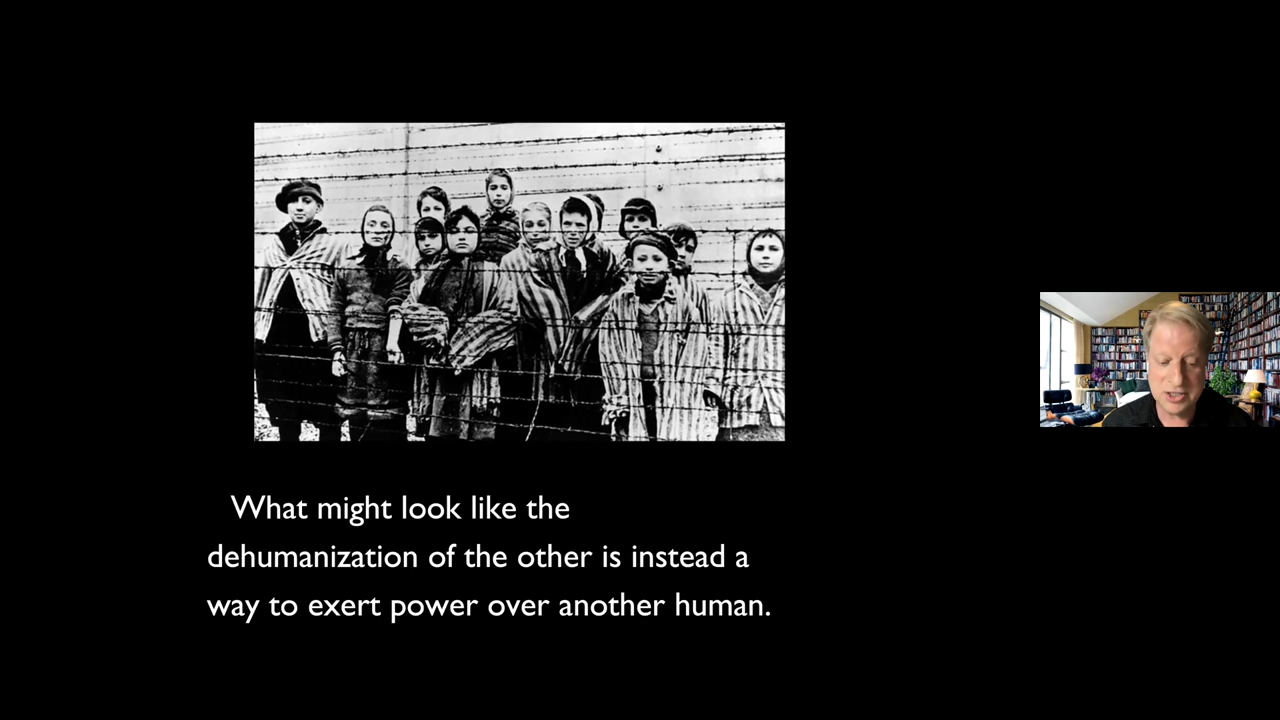 What might look like the
dehumanization of the other is instead a
way to exert power over another human.